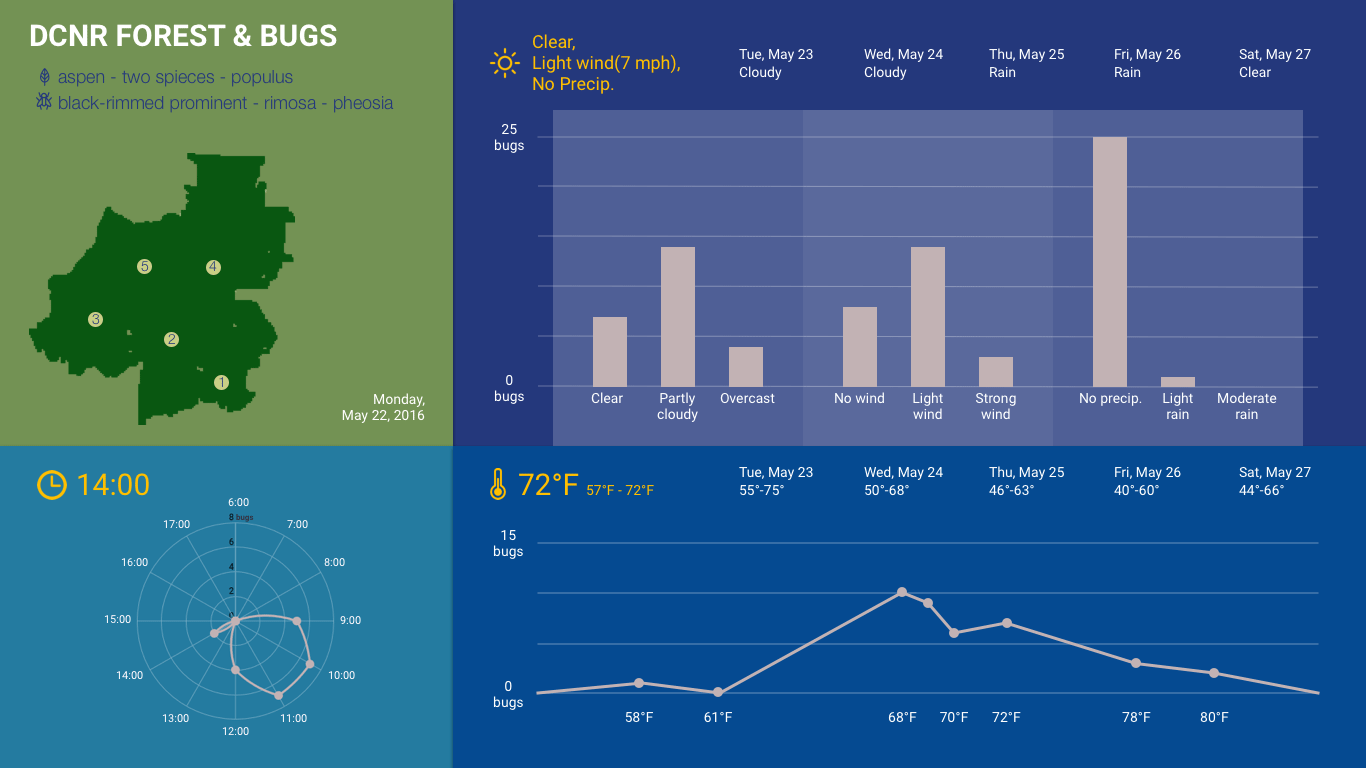 DCNR FOREST & BUGS
aspen - two spieces - populus
black-rimmed prominent - rimosa - pheosia
5
4
3
2
1
Monday,
May 22, 2016
Clear,
Light wind(7 mph),
No Precip.
Tue, May 23
Cloudy
Wed, May 24
Cloudy
Thu, May 25
Rain
Fri, May 26
Rain
Sat, May 27
Clear
25
bugs
0
bugs
Clear
Partly
cloudy
Overcast
No wind
Light
wind
Strong
wind
No precip.
Light
rain
Moderate
rain
14:00
6:00
8 bugs
17:00
7:00
6
16:00
8:00
4
2
0
15:00
9:00
14:00
10:00
13:00
11:00
12:00
72°F 57°F - 72°F
Tue, May 23
55°-75°
Wed, May 24
50°-68°
Thu, May 25
46°-63°
Fri, May 26
40°-60°
Sat, May 27
44°-66°
15
bugs
0
bugs
58°F
61°F
68°F
70°F
72°F
78°F
80°F